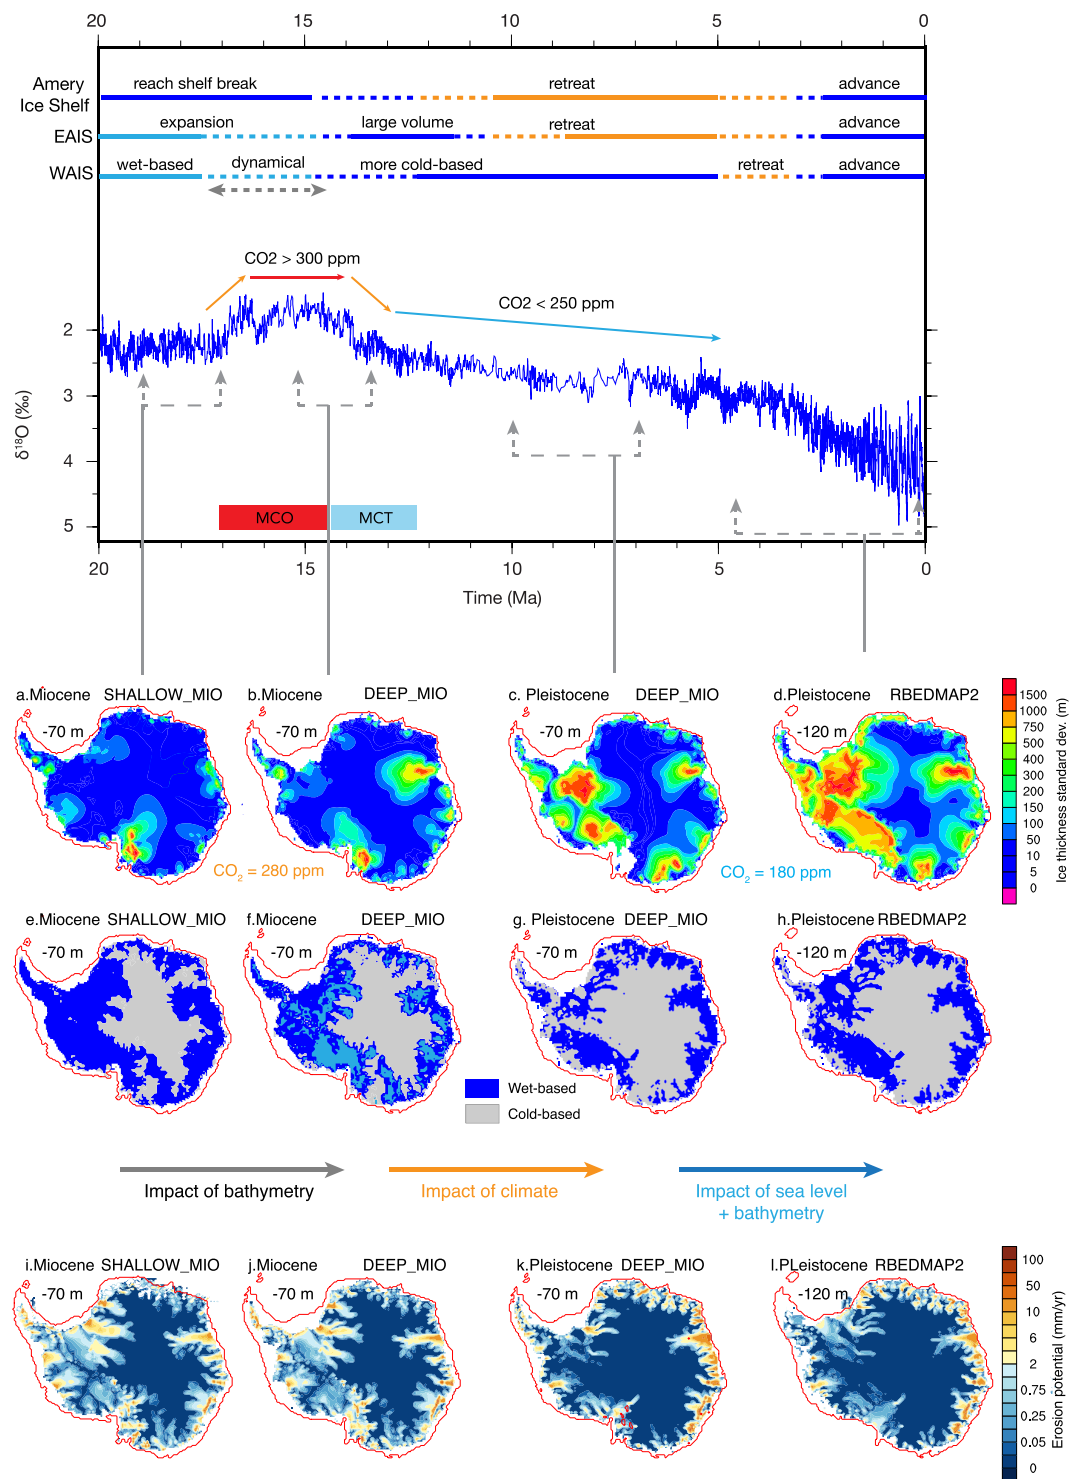 20 15 10 5 0
Amery
Ice Shelf
reach shelf break retreat advance
EAIS expansion large volume retreat advance
WAIS wet-based dynamical more cold-based retreat advance
CO2 > 300 ppm
CO2 < 250 ppm
2
3
4
5
δ18O (‰)
MCO MCT
20 15 10 5 0
Time (Ma)
a.Miocene SHALLOW_MIO
-70 m
b.Miocene DEEP_MIO
-70 m
c. Pleistocene DEEP_MIO
-70 m
d.Pleistocene RBEDMAP2
-120 m
CO2 = 280 ppm
CO2 = 180 ppm
1500
1000
750
500
400
300
200
150
100
50
10
5
0
Ice thickness standard dev. (m)
e.Miocene SHALLOW_MIO
-70 m
f.Miocene DEEP_MIO
-70 m
g. Pleistocene DEEP_MIO
-70 m
h.Pleistocene RBEDMAP2
-120 m
Wet-based
Cold-based
Impact of bathymetry
Impact of climate
Impact of sea level
+ bathymetry
i.Miocene SHALLOW_MIO
-70 m
j.Miocene DEEP_MIO
-70 m
k.Pleistocene DEEP_MIO
-70 m
l.PLeistocene RBEDMAP2
-120 m
100
50
10
6
2
0.75
0.25
0.05
0
Erosion potential (mm/yr)